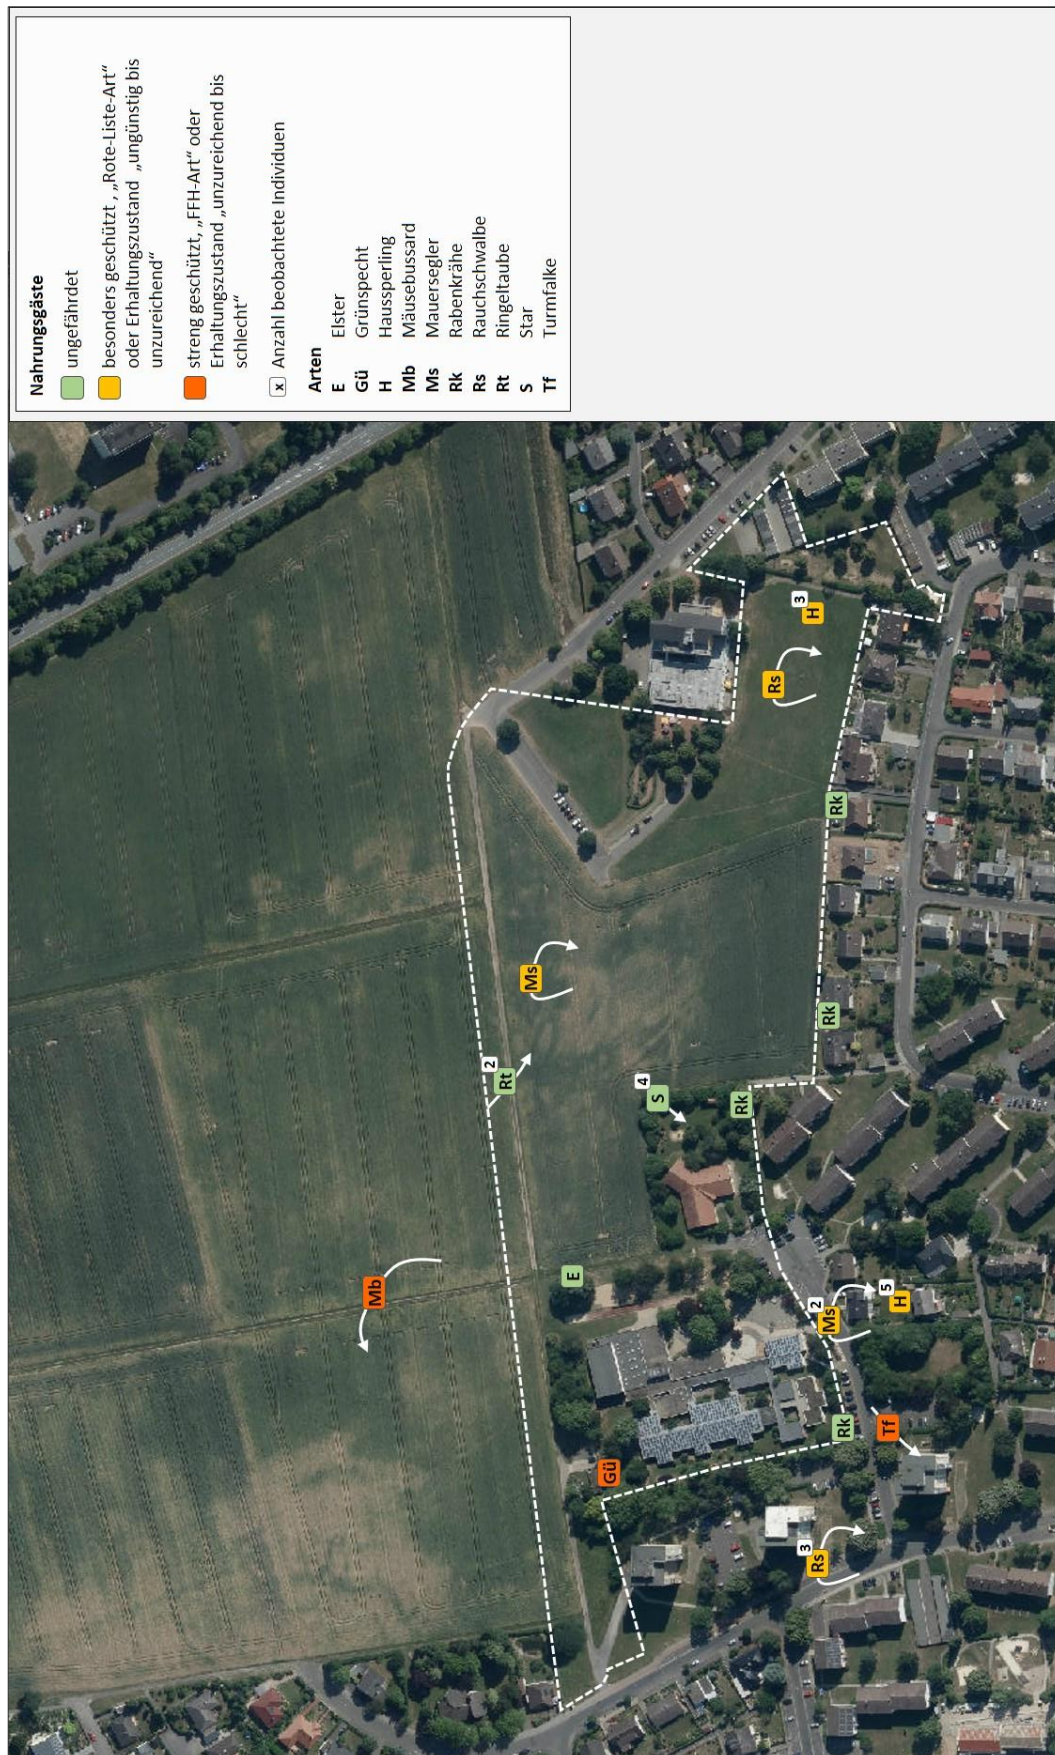 Nahrungsgäste
ungefährdet
besonders geschützt , „Rote-Liste-Art“
oder Erhaltungszustand „ungünstig bis
unzureichend“
streng geschützt, „FFH-Art“ oder
Erhaltungszustand „unzureichend bis
schlecht“
x Anzahl beobachtete Individuen
Arten
E Elster
Gü Grünspecht
H Haussperling
Mb Mäusebussard
Ms Mauersegler
Rk Rabenkrähe
Rs Rauchschwalbe
Rt Ringeltaube
S Star
Tf Turmfalke
Mb
Rt 2
Ms
E
Gü
S 4
Rk
Rs
H 3
Rk
Rk
Ms 2
H 5
Rk
Tf
Rs 3